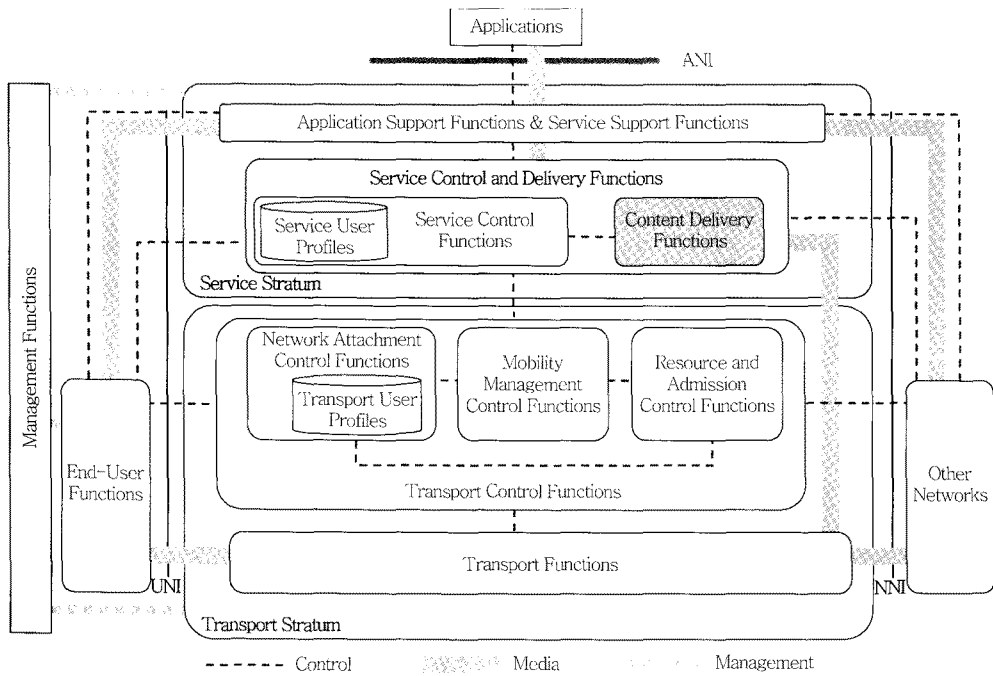 Applications
ANI
Application Support Functions & Service Support Functions
Service Control and Delivery Functions
Service User
Profiles
Service Control
Functions
Content Delivery
Functions
Service Stratum
Management Functions
Network Attachment
Control Functions
Transport User
Profiles
Mobility
Management
Control Functions
Resource and
Admission
Control Functions
Transport Control Functions
End-User
Functions
Other
Networks
Transport Functions
UNI
NNI
Transport Stratum
Control
Media
Management